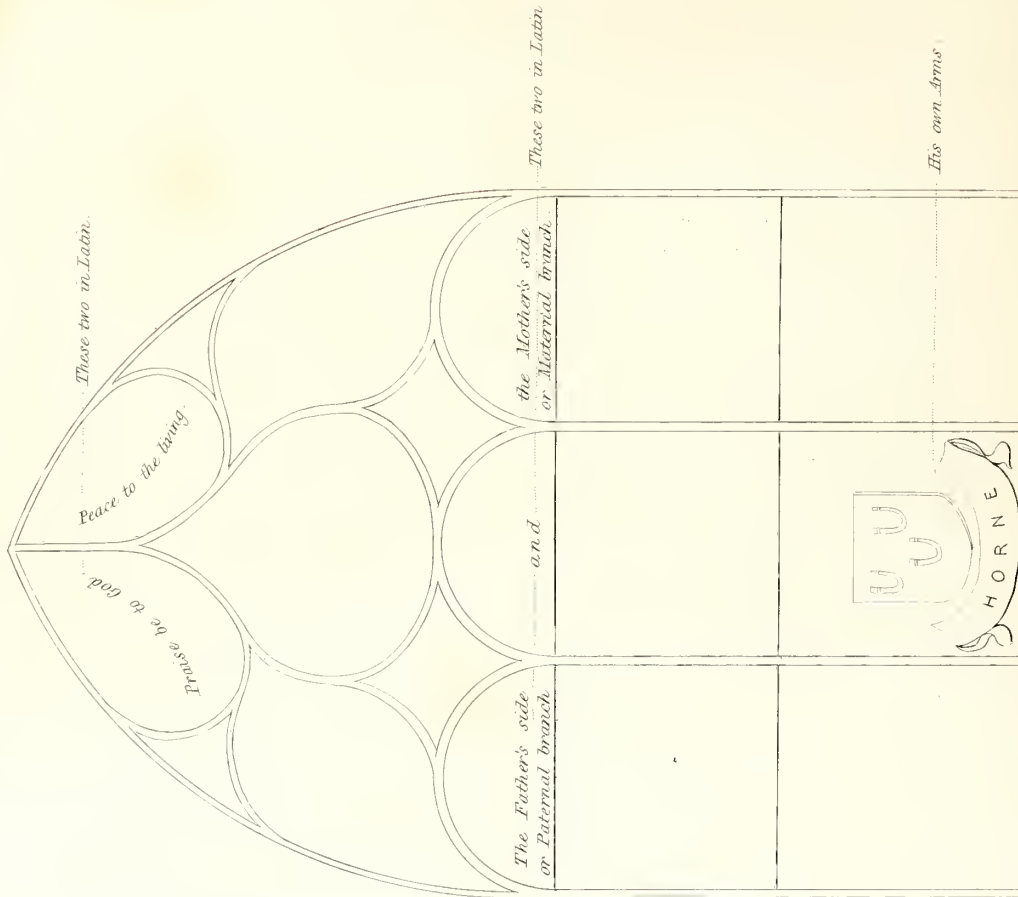 These two in Latin.
Praise be to God.
Peace to the living.
These two in Latin
The Father's side
or Paternal branch
and
the Mother's side
or Maternal branch
His own Arms
HORNE